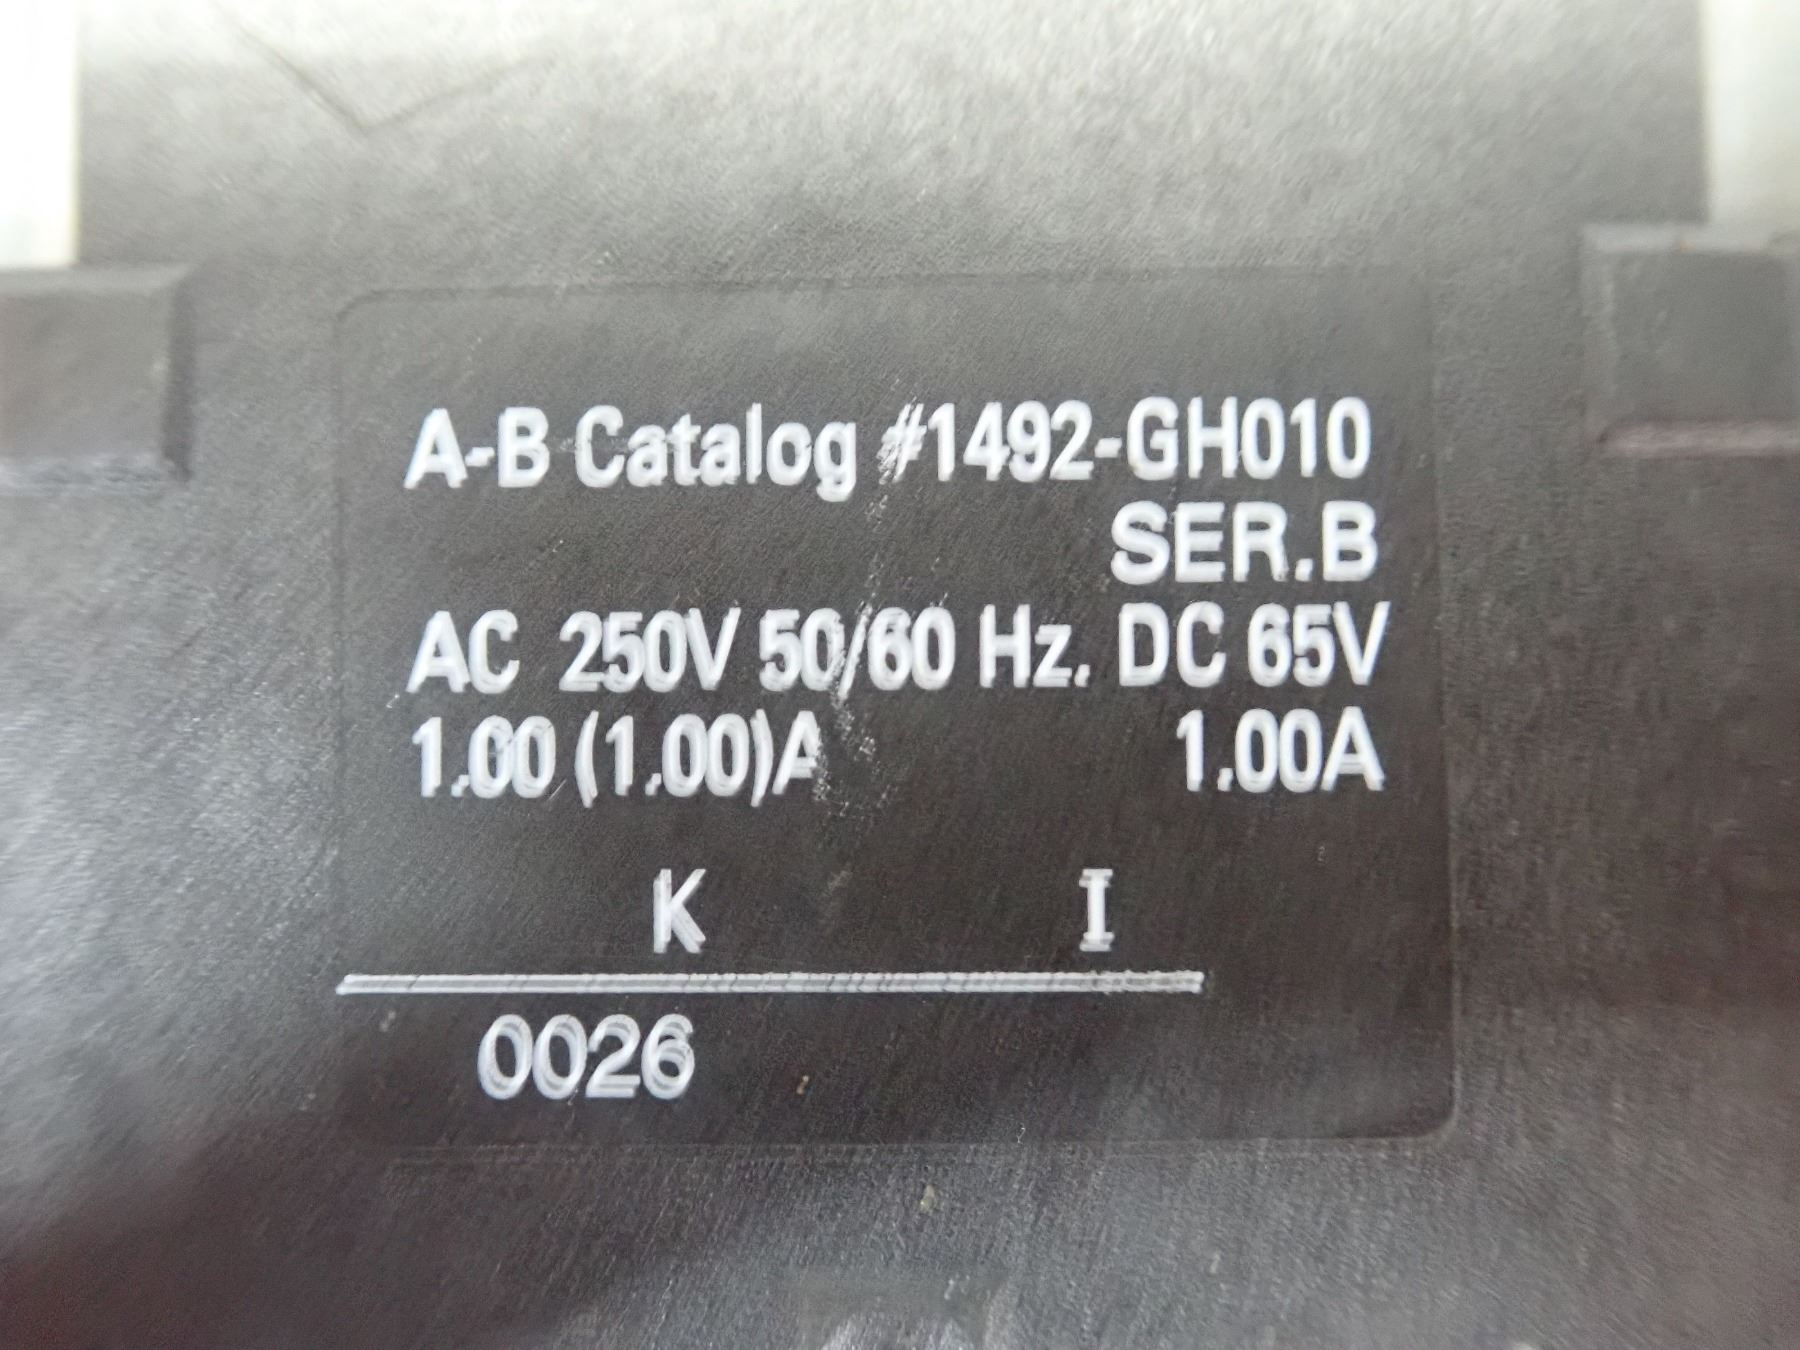 A-B Catalog #1492-GH010
SER.B
AC 250V 50/60 Hz. DC 65V
1.00 (1.00)A 1.00A
K I
0026